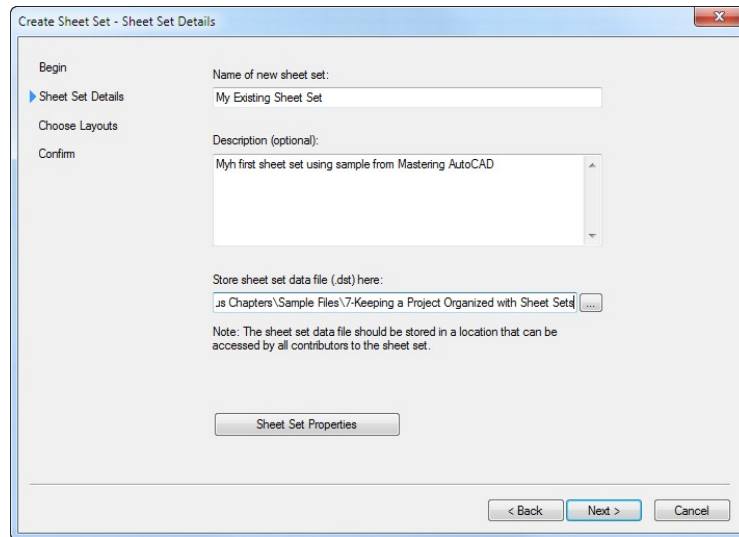 Create Sheet Set - Sheet Set Details
X
Begin
Sheet Set Details
Choose Layouts
Confirm
Name of new sheet set:
My Existing Sheet Set
Description (optional):
Myh first sheet set using sample from Mastering AutoCAD
Store sheet set data file (.dst) here:
us Chapters\Sample Files\7-Keeping a Project Organized with Sheet Sets
...
Note: The sheet set data file should be stored in a location that can be
accessed by all contributors to the sheet set.
Sheet Set Properties
< Back
Next >
Cancel